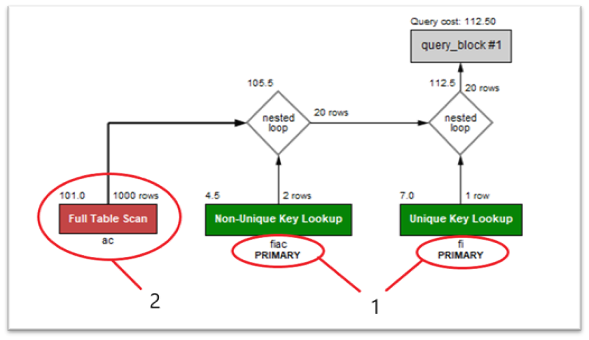 Query cost: 112.50
query_block #1
105.5
112.5
20 rows
nested
loop
20 rows
nested
loop
101.0
1000 rows
4.5
2 rows
7.0
1 row
Full Table Scan
Non-Unique Key Lookup
Unique Key Lookup
ac
fiac
PRIMARY
fi
PRIMARY
2
1